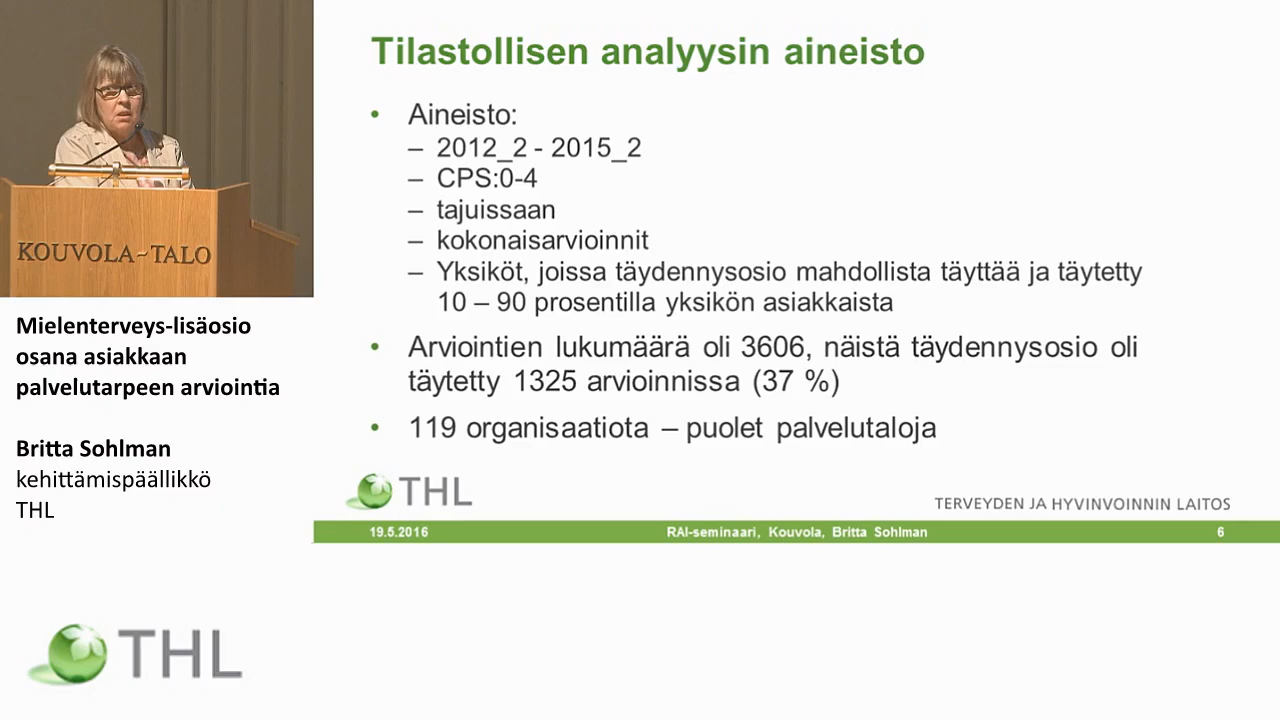 KOUVOLA-TALO
Mielenterveys-lisäosio
osana asiakkaan
palvelutarpeen arviointia
Britta Sohlman
kehittämispäällikkö
THL
THL
Tilastollisen analyysin aineisto
• Aineisto:
– 2012_2 - 2015_2
– CPS:0-4
– tajuissaan
– kokonaisarvioinnit
– Yksiköt, joissa täydennysosio mahdollista täyttää ja täytetty
10 – 90 prosentilla yksikön asiakkaista
• Arviointien lukumäärä oli 3606, näistä täydennysosio oli
täytetty 1325 arvioinnissa (37 %)
• 119 organisaatiota – puolet palvelutaloja
THL
TERVEYDEN JA HYVINVOINNIN LAITOS
19.5.2016 RAI-seminaari, Kouvola, Britta Sohlman 6